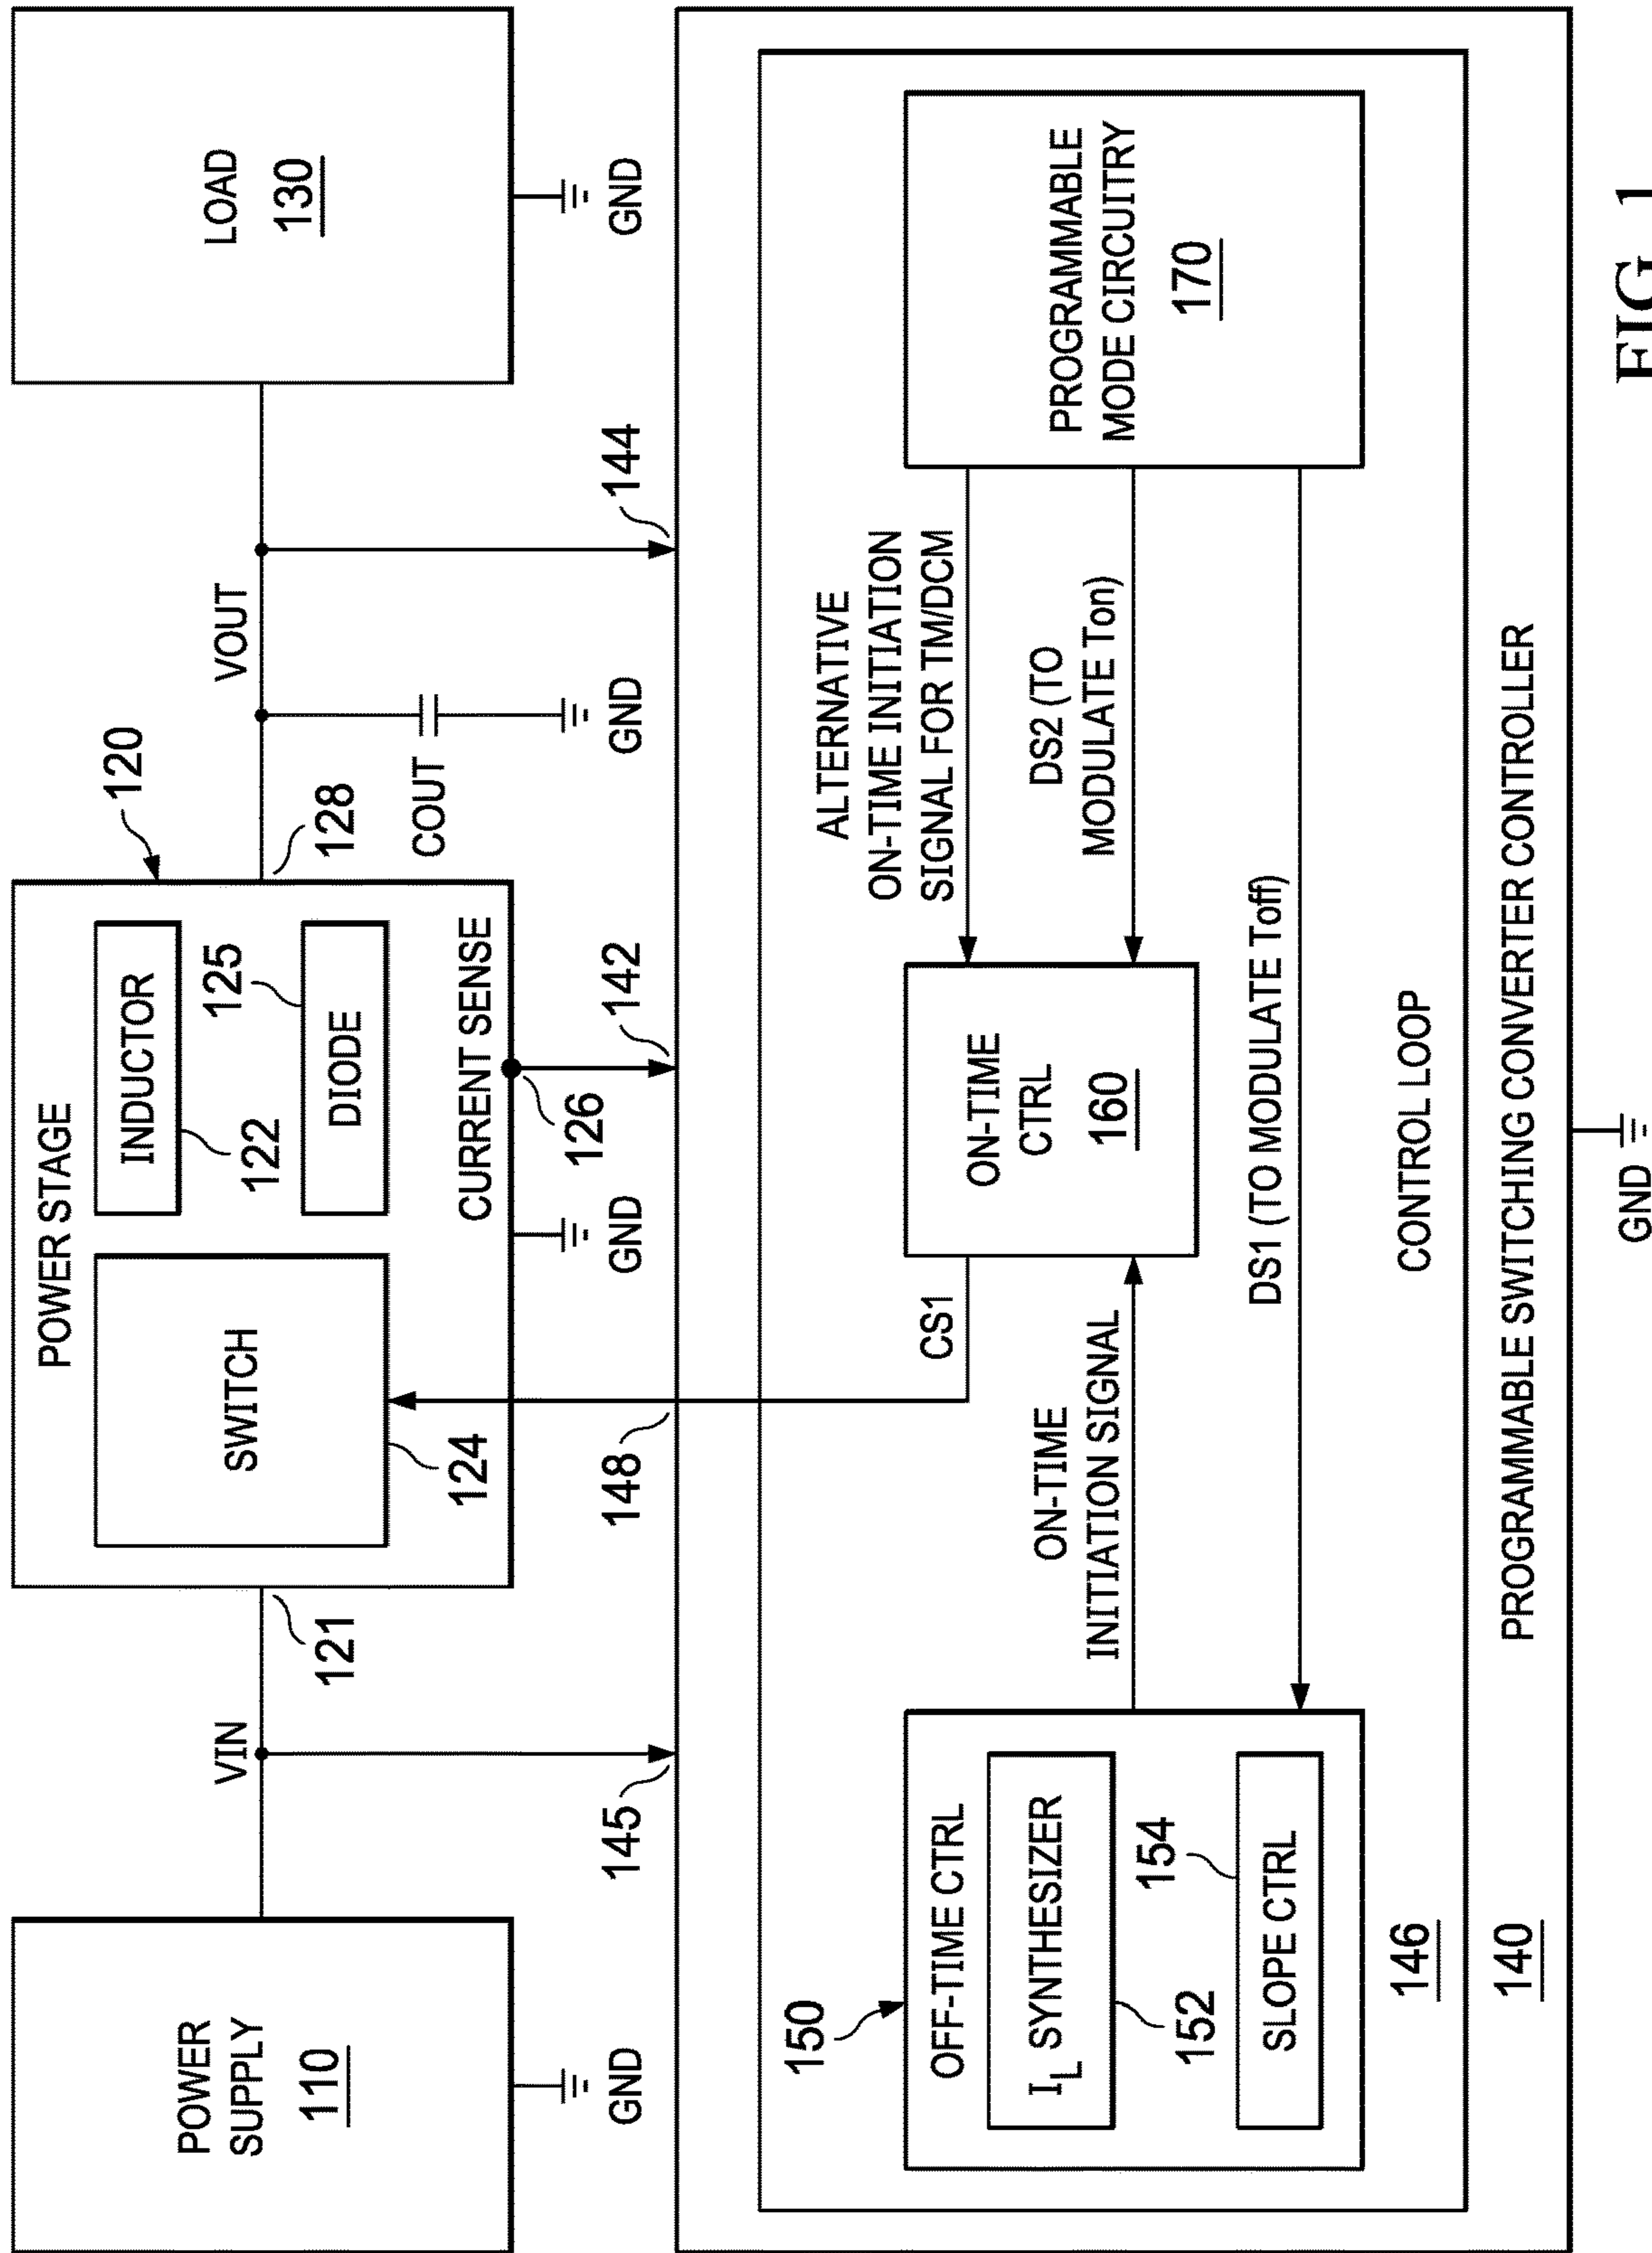 POWER
SUPPLY
110
GND
VIN
145
121
POWER STAGE
SWITCH
124
INDUCTOR
122
125
DIODE
CURRENT SENSE
126
GND
148
142
120
128
COUT
GND
VOUT
144
LOAD
130
GND
150
OFF-TIME CTRL
IL SYNTHESIZER
152
154
SLOPE CTRL
ON-TIME
INITIATION SIGNAL
CS1
ON-TIME
CTRL
160
ALTERNATIVE
ON-TIME INITIATION
SIGNAL FOR TM/DCM
DS2 (TO
MODULATE Ton)
DS1 (TO MODULATE Toff)
PROGRAMMABLE
MODE CIRCUITRY
170
146
CONTROL LOOP
140
PROGRAMMABLE SWITCHING CONVERTER CONTROLLER
GND
FIG. 1